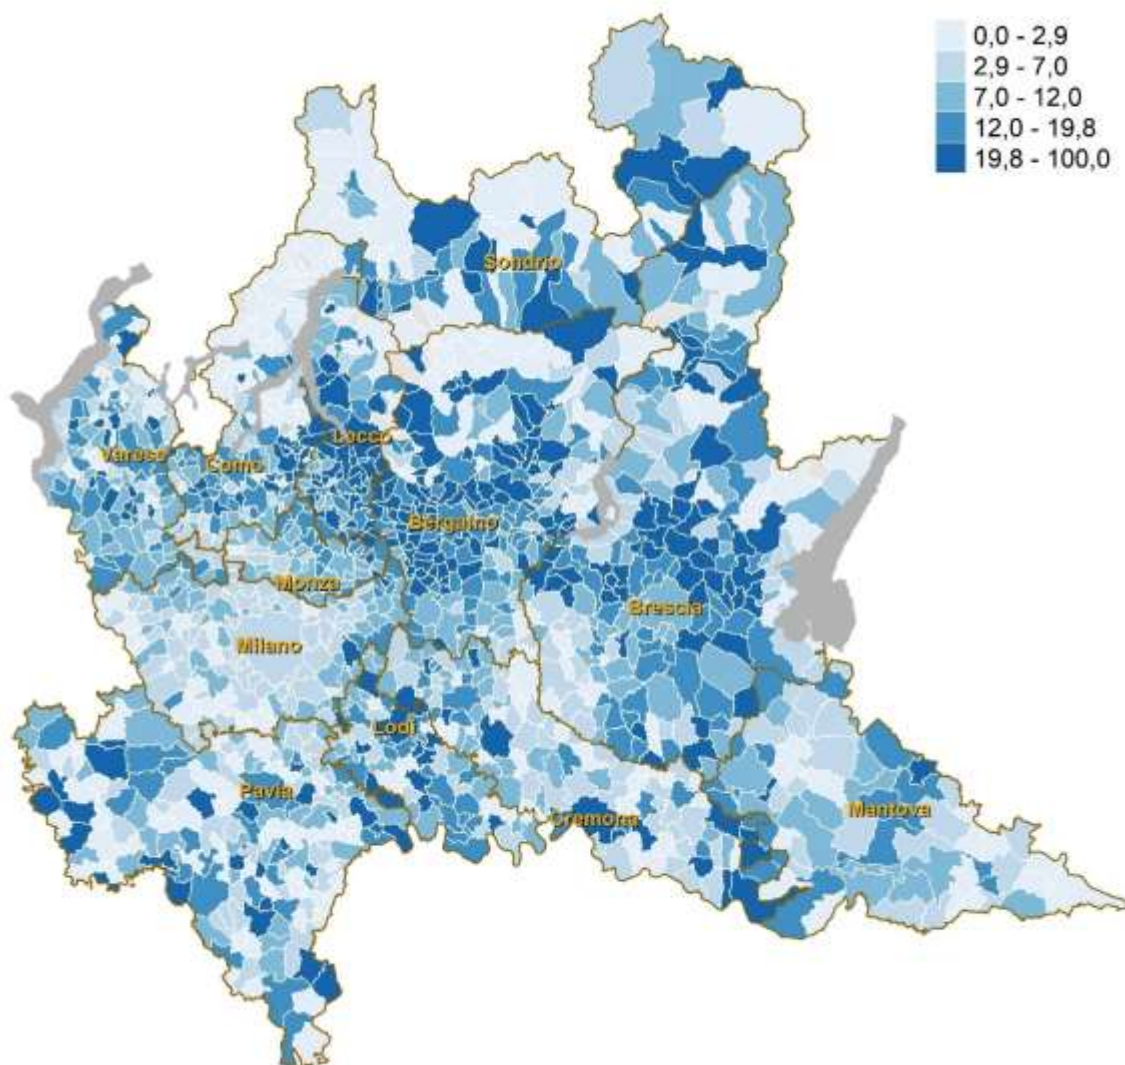 0,0 - 2,9
2,9 - 7,0
7,0 - 12,0
12,0 - 19,8
19,8 - 100,0
Sondrio
Lecco
Varese
Como
Bergamo
Monza
Brescia
Milano
Lodi
Pavia
Cremona
Mantova